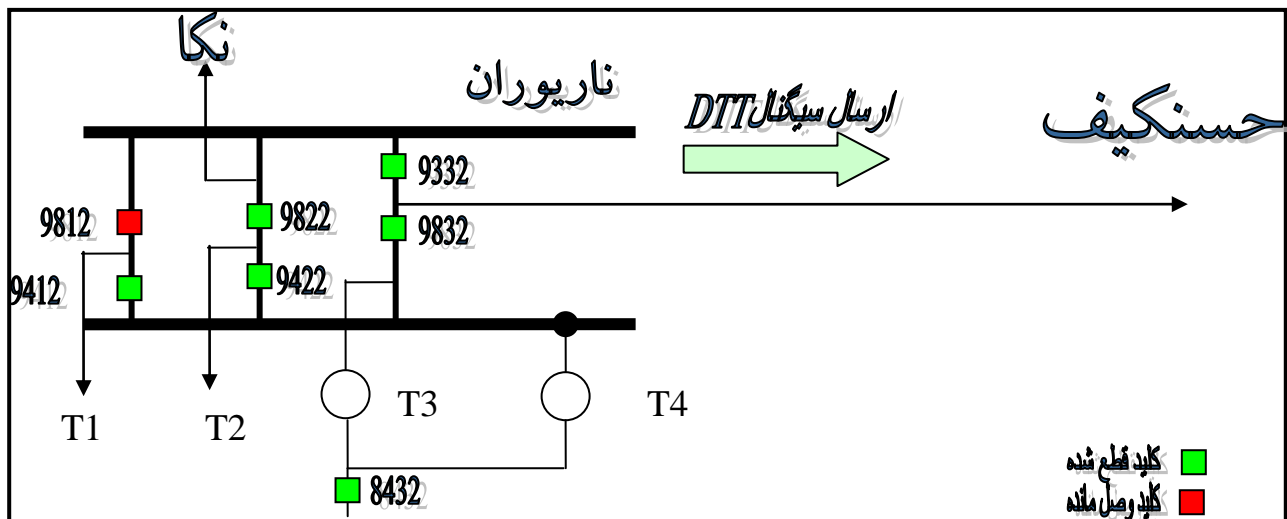 نکا
ناریوران
ارسال سیگنال DTT
حسنکیف
9332
9812
9822
9832
9412
9422
T1
T2
T3
T4
8432
کلید قطع شده
کلید وصل مانده